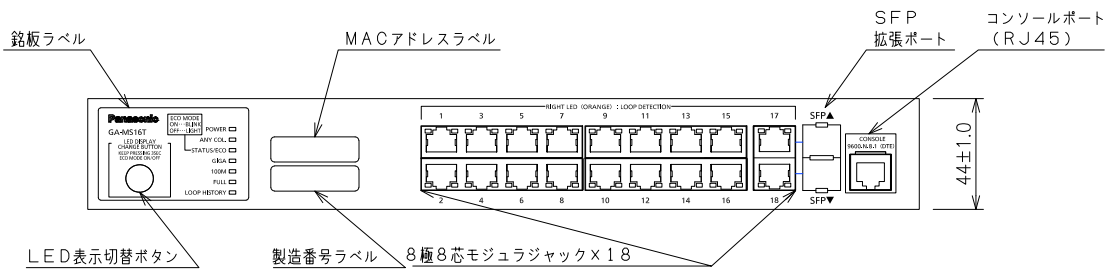 銘板ラベル
MACアドレスラベル
SFP
拡張ポート
コンソールポート
(RJ45)
Panasonic
GA-MS16T
ECO MODE
ON…BLINK
OFF…LIGHT
LED DISPLAY
CHANGE BUTTON
KEEP PRESSING 3SEC.
ECO MODE ON/OFF
POWER
ANY COL.
STATUS/ECO
GIGA
100M
FULL
LOOP HISTORY
RIGHT LED (ORANGE) : LOOP DETECTION
1 3 5 7 9 11 13 15 17
2 4 6 8 10 12 14 16 18
SFP▲
SFP▼
CONSOLE
9600.N.8.1 (DTE)
44±1.0
LED表示切替ボタン
製造番号ラベル
8極8芯モジュラジャック×18